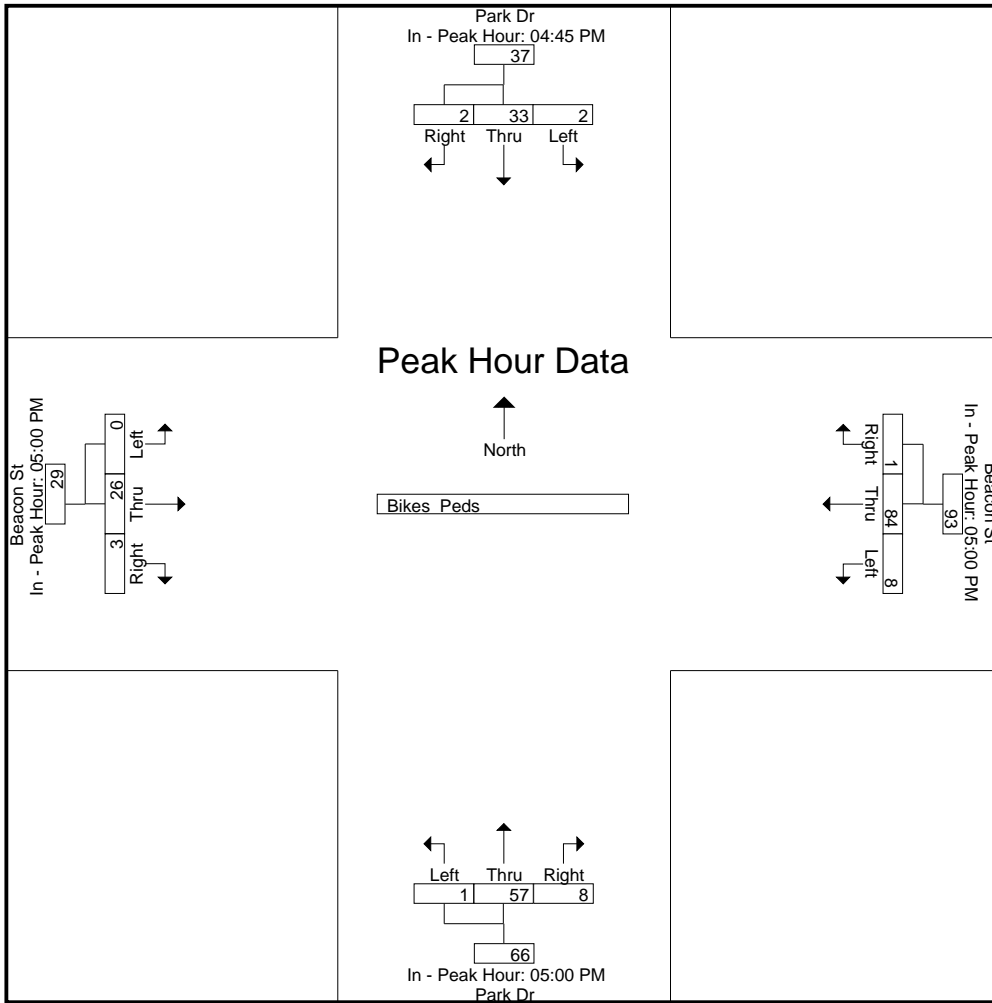 Park Dr
In - Peak Hour: 04:45 PM
37
2 33 2
Right Thru Left
Peak Hour Data
North
Bikes Peds
Beacon St
In - Peak Hour: 05:00 PM
29
0 26 3
Left Thru Right
Beacon St
In - Peak Hour: 05:00 PM
93
1 84 8
Right Thru Left
Left Thru Right
1 57 8
66
In - Peak Hour: 05:00 PM
Park Dr